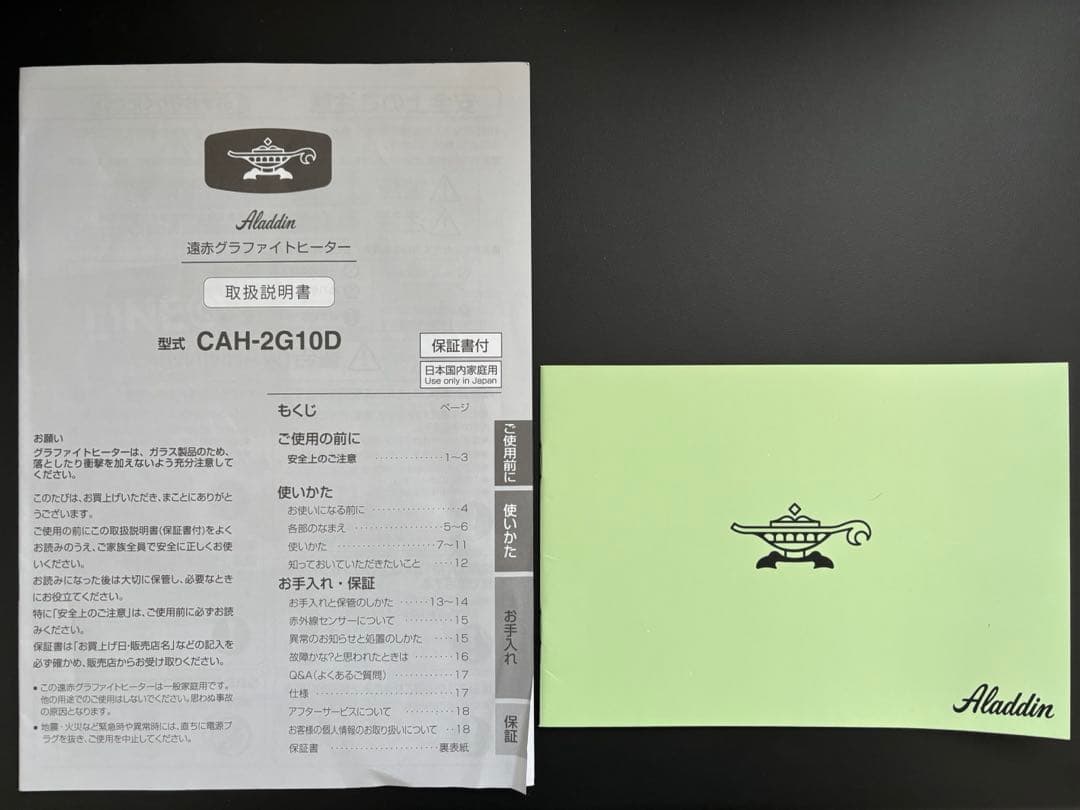 Aladdin
遠赤グラファイトヒーター
取扱説明書
型式 CAH-2G10D
保証書付
日本国内家庭用
Use only in Japan
お願い
グラファイトヒーターは、ガラス製品のため、
落としたり衝撃を加えないよう充分注意して
ください。
このたびは、お買上げいただき、まことにありがと
うございます。
ご使用の前にこの取扱説明書(保証書付)をよく
お読みのうえ、ご家族全員で安全に正しくお使
いください。
お読みになった後は大切に保管し、必要なとき
にお役立てください。
特に「安全上のご注意」は、ご使用前に必ずお読
みください。
保証書は「お買上げ日・販売店名」などの記入を
必ず確かめ、販売店からお受け取りください。
● この遠赤グラファイトヒーターは一般家庭用です。
他の用途でのご使用はしないでください。思わぬ事故
の原因となります。
● 地震・火災など緊急時や異常時には、直ちに電源プ
ラグを抜き、ご使用を中止してください。
もくじ ページ
ご使用の前に
安全上のご注意 ‥‥‥‥‥‥1~3
使いかた
お使いになる前に ‥‥‥‥‥‥4
各部のなまえ ‥‥‥‥‥‥5~6
使いかた ‥‥‥‥‥‥7~11
知っておいていただきたいこと ‥‥12
お手入れ・保証
お手入れと保管のしかた ‥‥‥13~14
赤外線センサーについて ‥‥‥‥‥15
異常のお知らせと処置のしかた ‥‥15
故障かな?と思われたときは ‥‥‥‥16
Q&A(よくあるご質問) ‥‥‥‥‥17
仕様 ‥‥‥‥‥‥‥‥‥‥17
アフターサービスについて ‥‥‥‥18
お客様の個人情報のお取り扱いについて ‥18
保証書 ‥‥‥‥‥‥‥‥裏表紙
ご使用前に
使いかた
お手入れ
保証
Aladdin